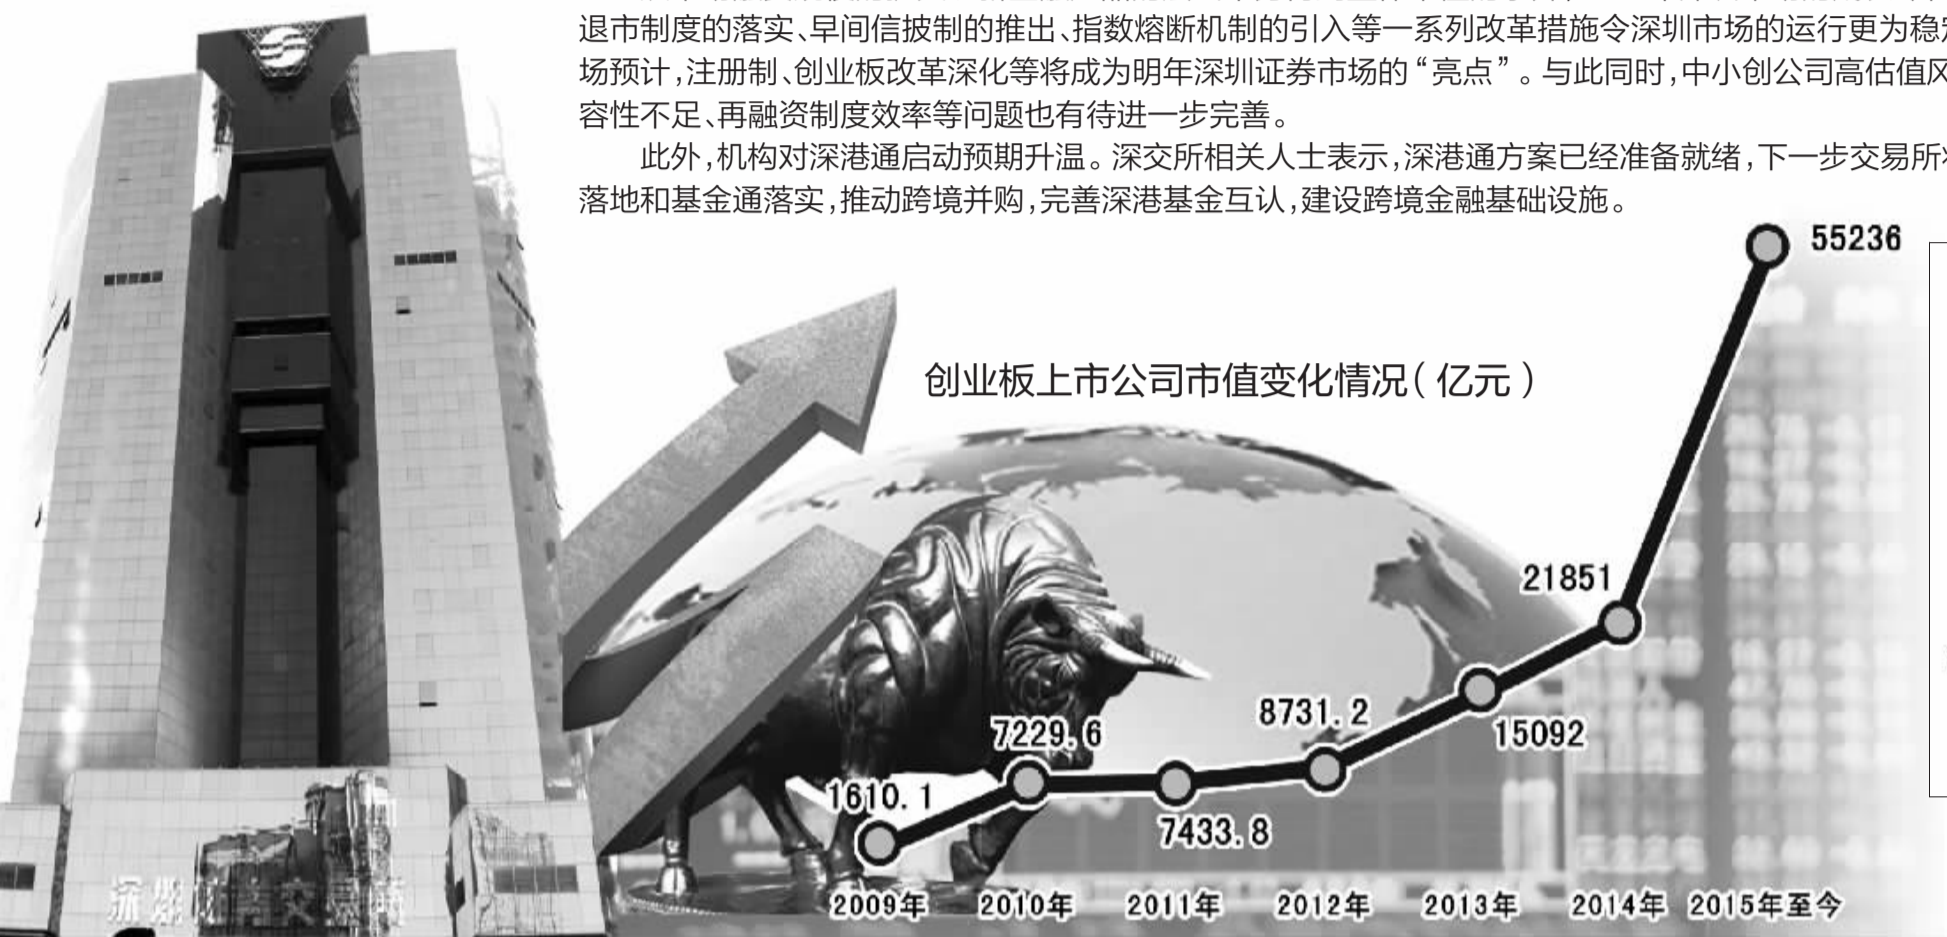 退市制度的落实、早间信披制的推出、指数熔断机制的引入等一系列改革措施令深圳市场的运行更为稳定
场预计,注册制、创业板改革深化等将成为明年深圳证券市场的“亮点”。与此同时,中小创公司高估值风
容性不足、再融资制度效率等问题也有待进一步完善。
此外,机构对深港通启动预期升温。深交所相关人士表示,深港通方案已经准备就绪,下一步交易所将
落地和基金通落实,推动跨境并购,完善深港基金互认,建设跨境金融基础设施。
创业板上市公司市值变化情况(亿元)
55236
21851
15092
8731.2
7229.6
7433.8
1610.1
2009年 2010年 2011年 2012年 2013年 2014年 2015年至今
深圳证券交易所